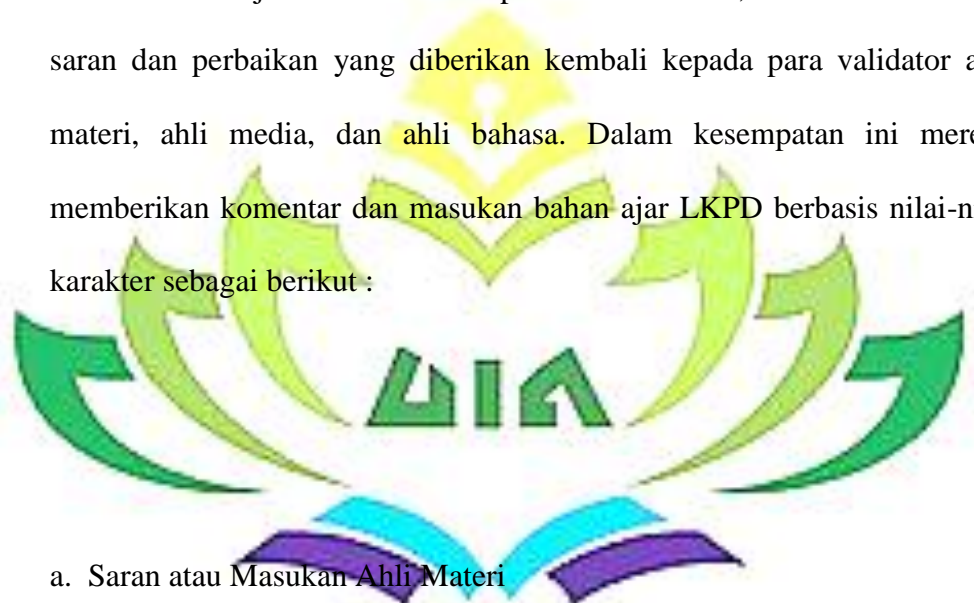 saran dan perbaikan yang diberikan kembali kepada para validator
materi, ahli media, dan ahli bahasa. Dalam kesempatan ini
memberikan komentar dan masukan bahan ajar LKPD berbasis
karakter sebagai berikut :
UIN
a. Saran atau Masukan Ahli Materi